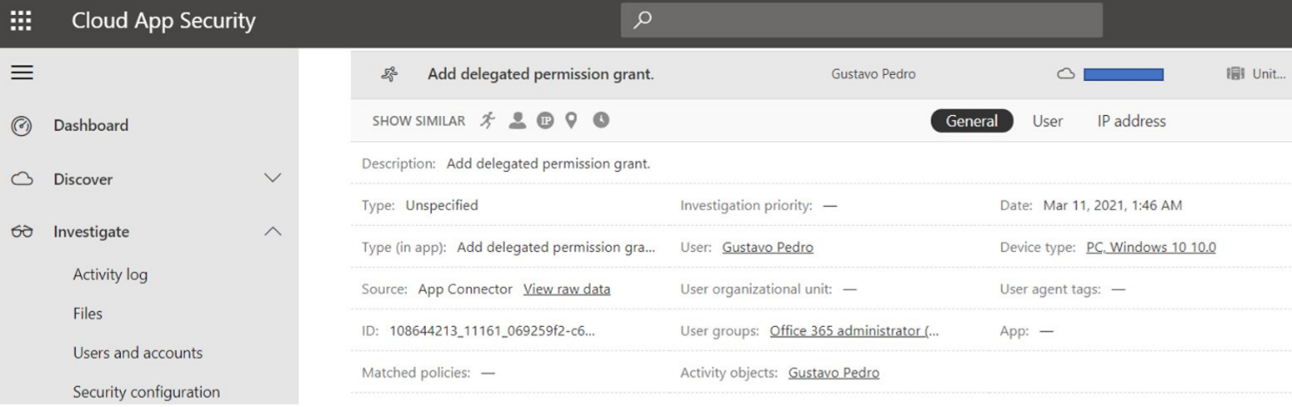 Cloud App Security
Add delegated permission grant. Gustavo Pedro Unit...
SHOW SIMILAR IP General User IP address
Dashboard
Description: Add delegated permission grant.
Discover
Type: Unspecified Investigation priority: — Date: Mar 11, 2021, 1:46 AM
Investigate
Type (in app): Add delegated permission gra... User: Gustavo Pedro Device type: PC, Windows 10 10.0
Activity log
Source: App Connector View raw data User organizational unit: — User agent tags: —
Files
ID: 108644213_11161_069259f2-c6... User groups: Office 365 administrator (... App: —
Users and accounts
Matched policies: — Activity objects: Gustavo Pedro
Security configuration